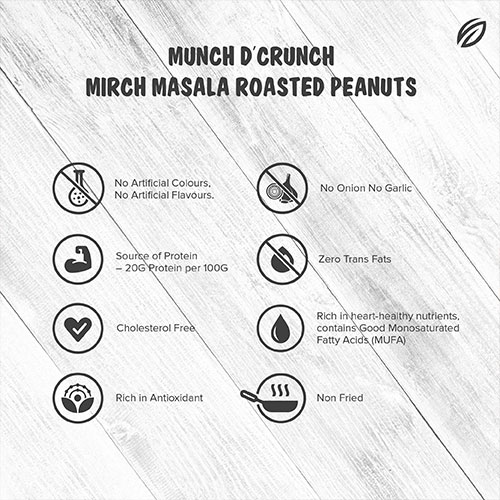 MUNCH D'CRUNCH
MIRCH MASALA ROASTED PEANUTS
No Artificial Colours,
No Artificial Flavours.
No Onion No Garlic
Source of Protein
– 20G Protein per 100G
Zero Trans Fats
Cholesterol Free
Rich in heart-healthy nutrients,
contains Good Monosaturated
Fatty Acids (MUFA)
Rich in Antioxidant
Non Fried